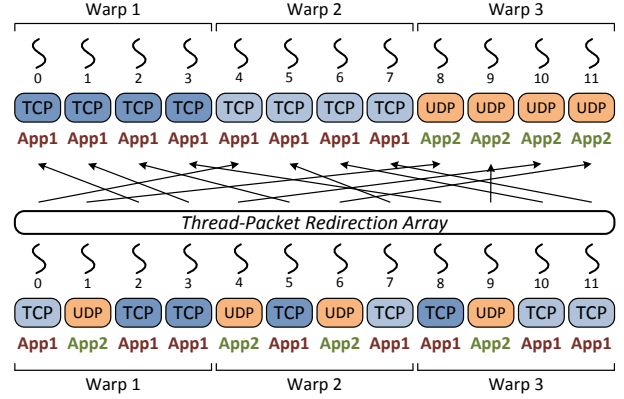 Warp 1 Warp 2 Warp 3
0 1 2 3 4 5 6 7 8 9 10 11
TCP TCP TCP TCP TCP TCP TCP TCP UDP UDP UDP UDP
App1 App1 App1 App1 App1 App1 App1 App1 App2 App2 App2 App2
Thread-Packet Redirection Array
0 1 2 3 4 5 6 7 8 9 10 11
TCP UDP TCP TCP UDP TCP UDP TCP TCP UDP TCP TCP
App1 App2 App1 App1 App2 App1 App2 App1 App1 App2 App1 App1
Warp 1 Warp 2 Warp 3